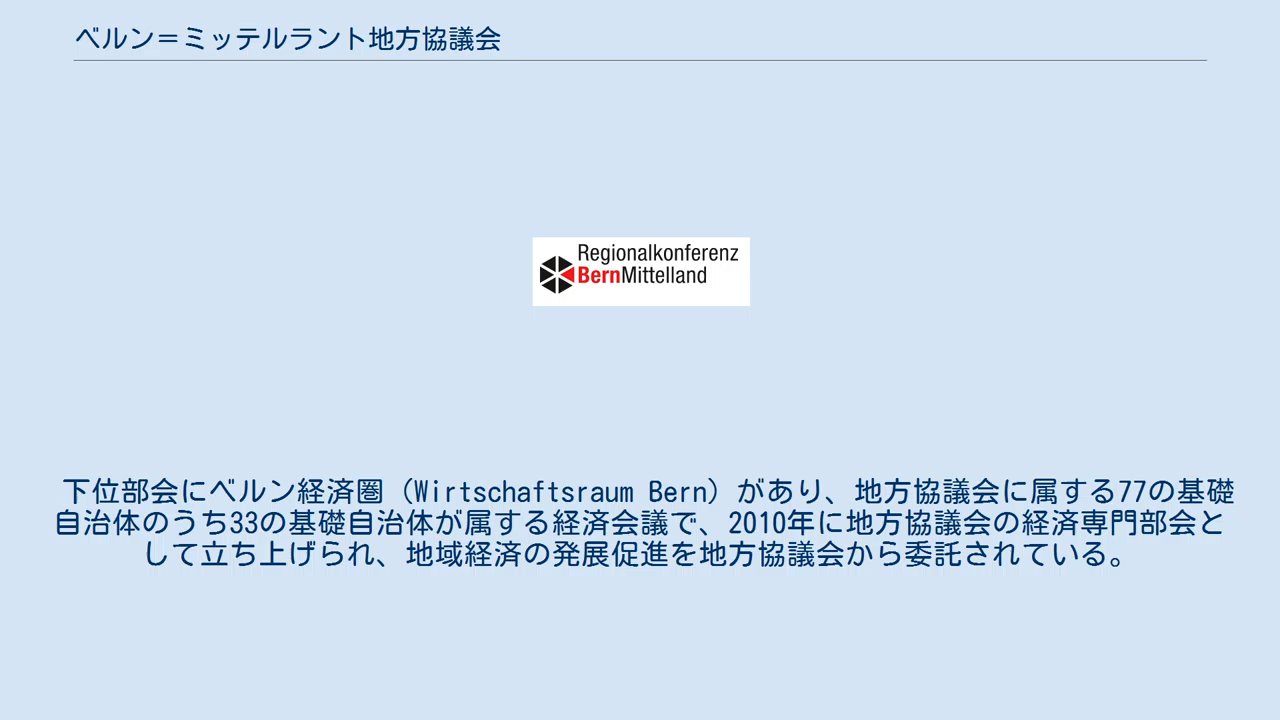 ベルン＝ミッテルラント地方協議会
Regionalkonferenz
BernMittelland
下位部会にベルン経済圏（Wirtschaftsraum Bern）があり、地方協議会に属する77の基礎
自治体のうち33の基礎自治体が属する経済会議で、2010年に地方協議会の経済専門部会と
して立ち上げられ、地域経済の発展促進を地方協議会から委託されている。